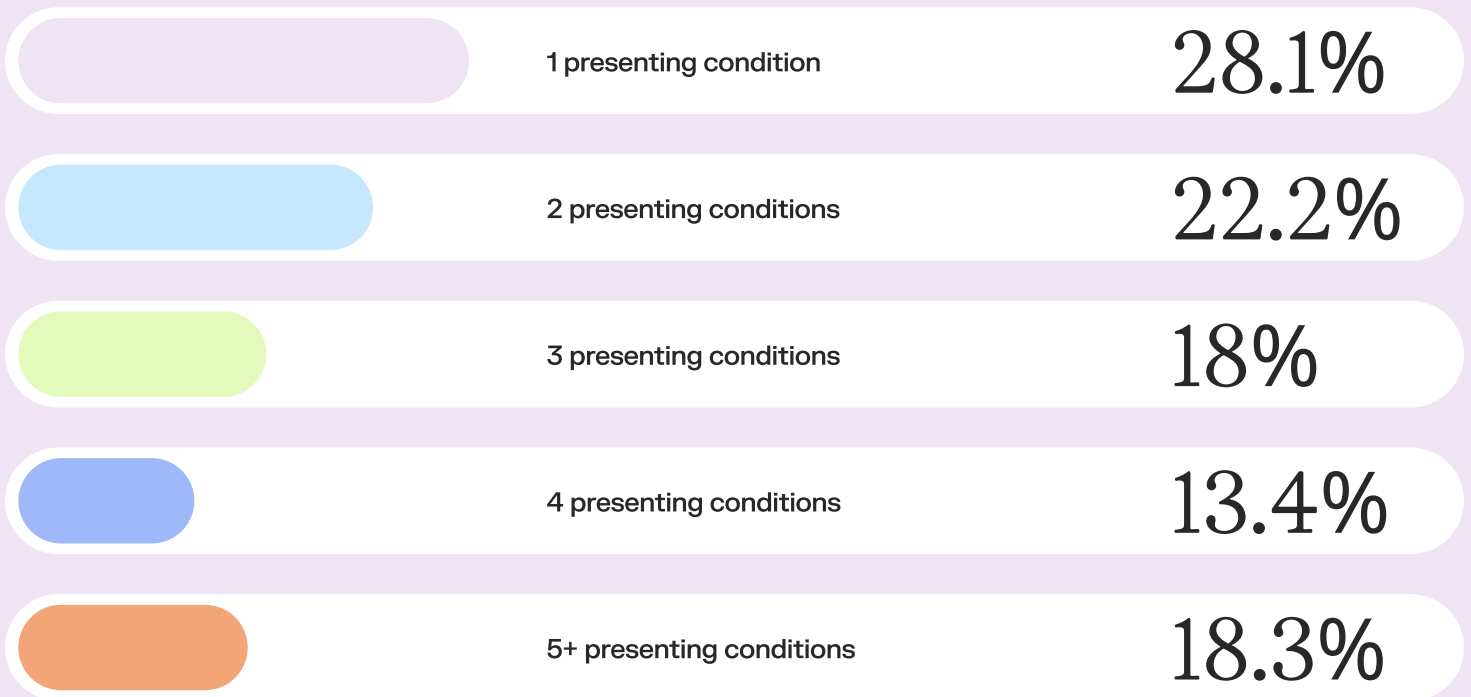 1 presenting condition 28.1%
2 presenting conditions 22.2%
3 presenting conditions 18%
4 presenting conditions 13.4%
5+ presenting conditions 18.3%